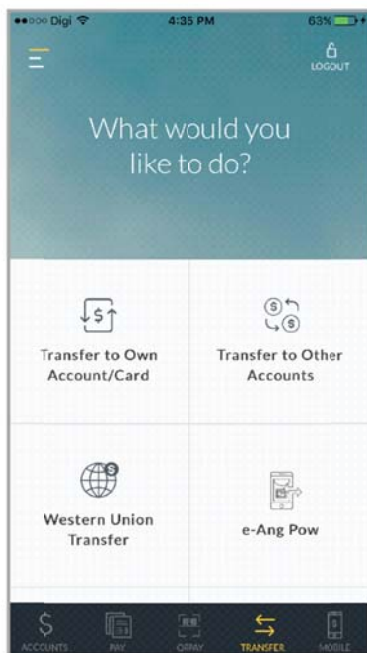 Digi 4:35 PM 63%
LOGOUT
What would you
like to do?
Transfer to Own
Account/Card
Transfer to Other
Accounts
Western Union
Transfer
e-Ang Pow
ACCOUNTS PAY QRPAY TRANSFER MOBILE